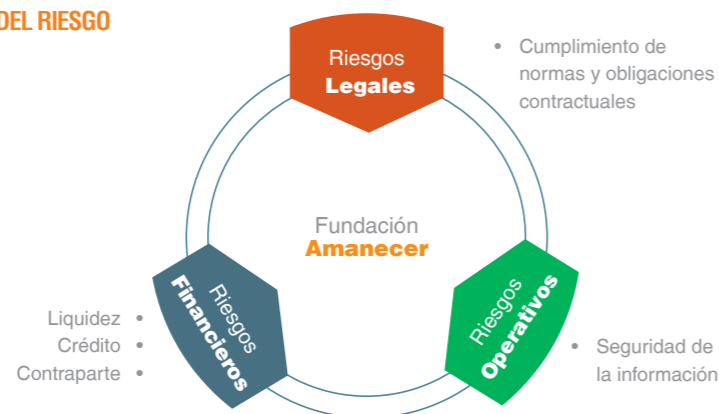 DEL RIESGO
Riesgos
Legales
• Cumplimiento de
normas y obligaciones
contractuales
Fundación
Amanecer
Riesgos
Financieros
Liquidez •
Crédito •
Contraparte •
Riesgos
Operativos
• Seguridad de
la información